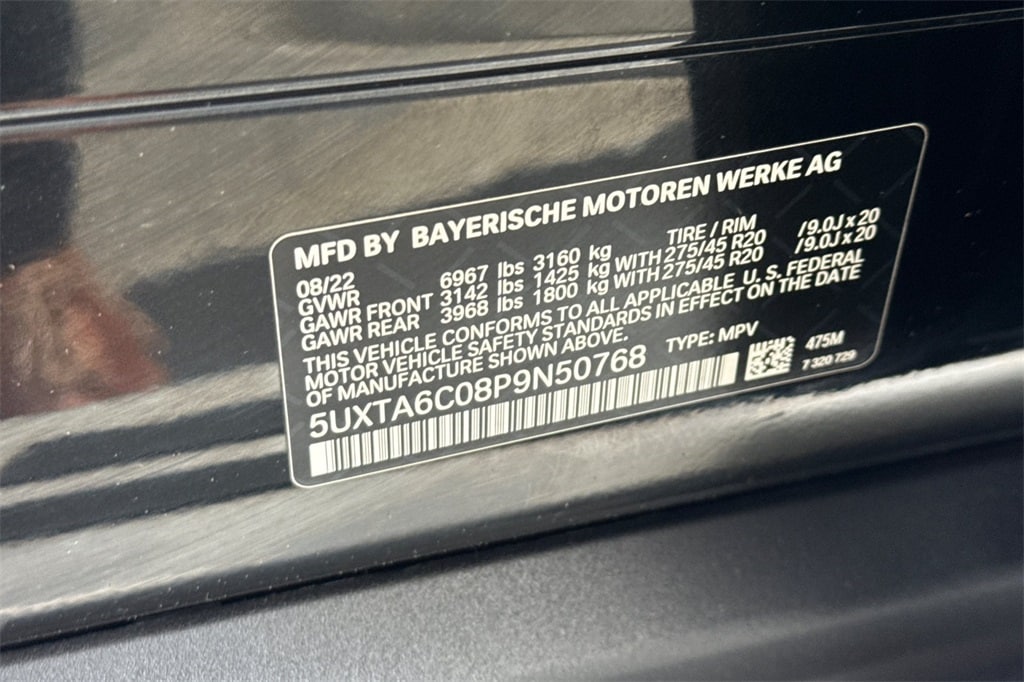 MFD BY BAYERISCHE MOTOREN WERKE AG
08/22 TIRE / RIM
GVWR 6967 lbs 3160 kg
GAWR FRONT 3142 lbs 1425 kg WITH 275/45 R20 /9.0J x 20
GAWR REAR 3968 lbs 1800 kg WITH 275/45 R20 /9.0J x 20
THIS VEHICLE CONFORMS TO ALL APPLICABLE U. S. FEDERAL
MOTOR VEHICLE SAFETY STANDARDS IN EFFECT ON THE DATE
OF MANUFACTURE SHOWN ABOVE.
5UXTA6C08P9N50768 TYPE: MPV 475M
7 320 729